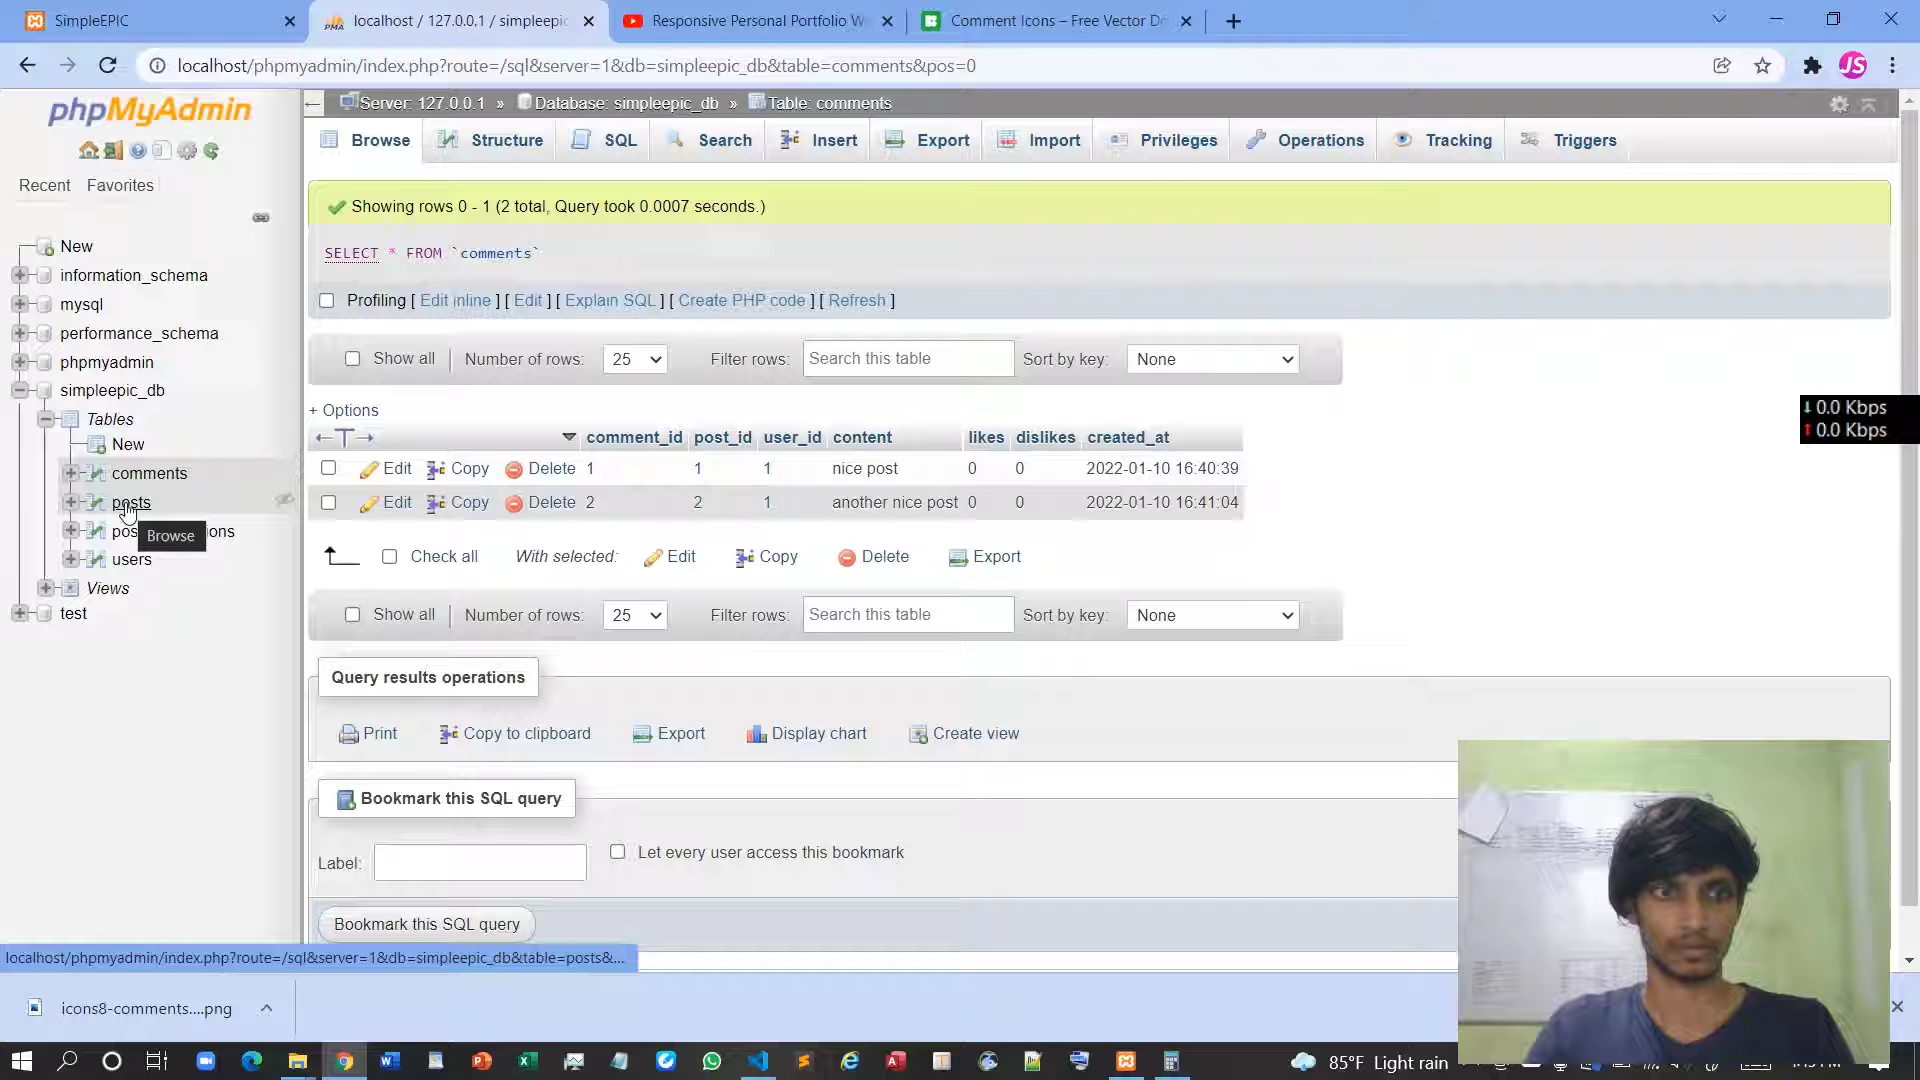 SimpleEPIC
localhost / 127.0.0.1 / simpleepic
Responsive Personal Portfolio W
Comment Icons – Free Vector D
localhost/phpmyadmin/index.php?route=/sql&server=1&db=simpleepic_db&table=comments&pos=0
JS
phpMyAdmin
Recent Favorites
New
information_schema
mysql
performance_schema
phpmyadmin
simpleepic_db
Tables
New
comments
posts
Browse
users
Views
test
Server: 127.0.0.1 » Database: simpleepic_db » Table: comments
Browse Structure SQL Search Insert Export Import Privileges Operations Tracking Triggers
Showing rows 0 - 1 (2 total, Query took 0.0007 seconds.)
SELECT * FROM `comments`
Profiling [ Edit inline ] [ Edit ] [ Explain SQL ] [ Create PHP code ] [ Refresh ]
Show all Number of rows: 25 Filter rows: Search this table Sort by key: None
+ Options
comment_id post_id user_id content likes dislikes created_at
Edit Copy Delete 1 1 1 nice post 0 0 2022-01-10 16:40:39
Edit Copy Delete 2 2 1 another nice post 0 0 2022-01-10 16:41:04
Check all With selected: Edit Copy Delete Export
Show all Number of rows: 25 Filter rows: Search this table Sort by key: None
Query results operations
Print Copy to clipboard Export Display chart Create view
Bookmark this SQL query
Label: Let every user access this bookmark
Bookmark this SQL query
↓ 0.0 Kbps
↑ 0.0 Kbps
localhost/phpmyadmin/index.php?route=/sql&server=1&db=simpleepic_db&table=posts&...
icons8-comments....png
85°F Light rain